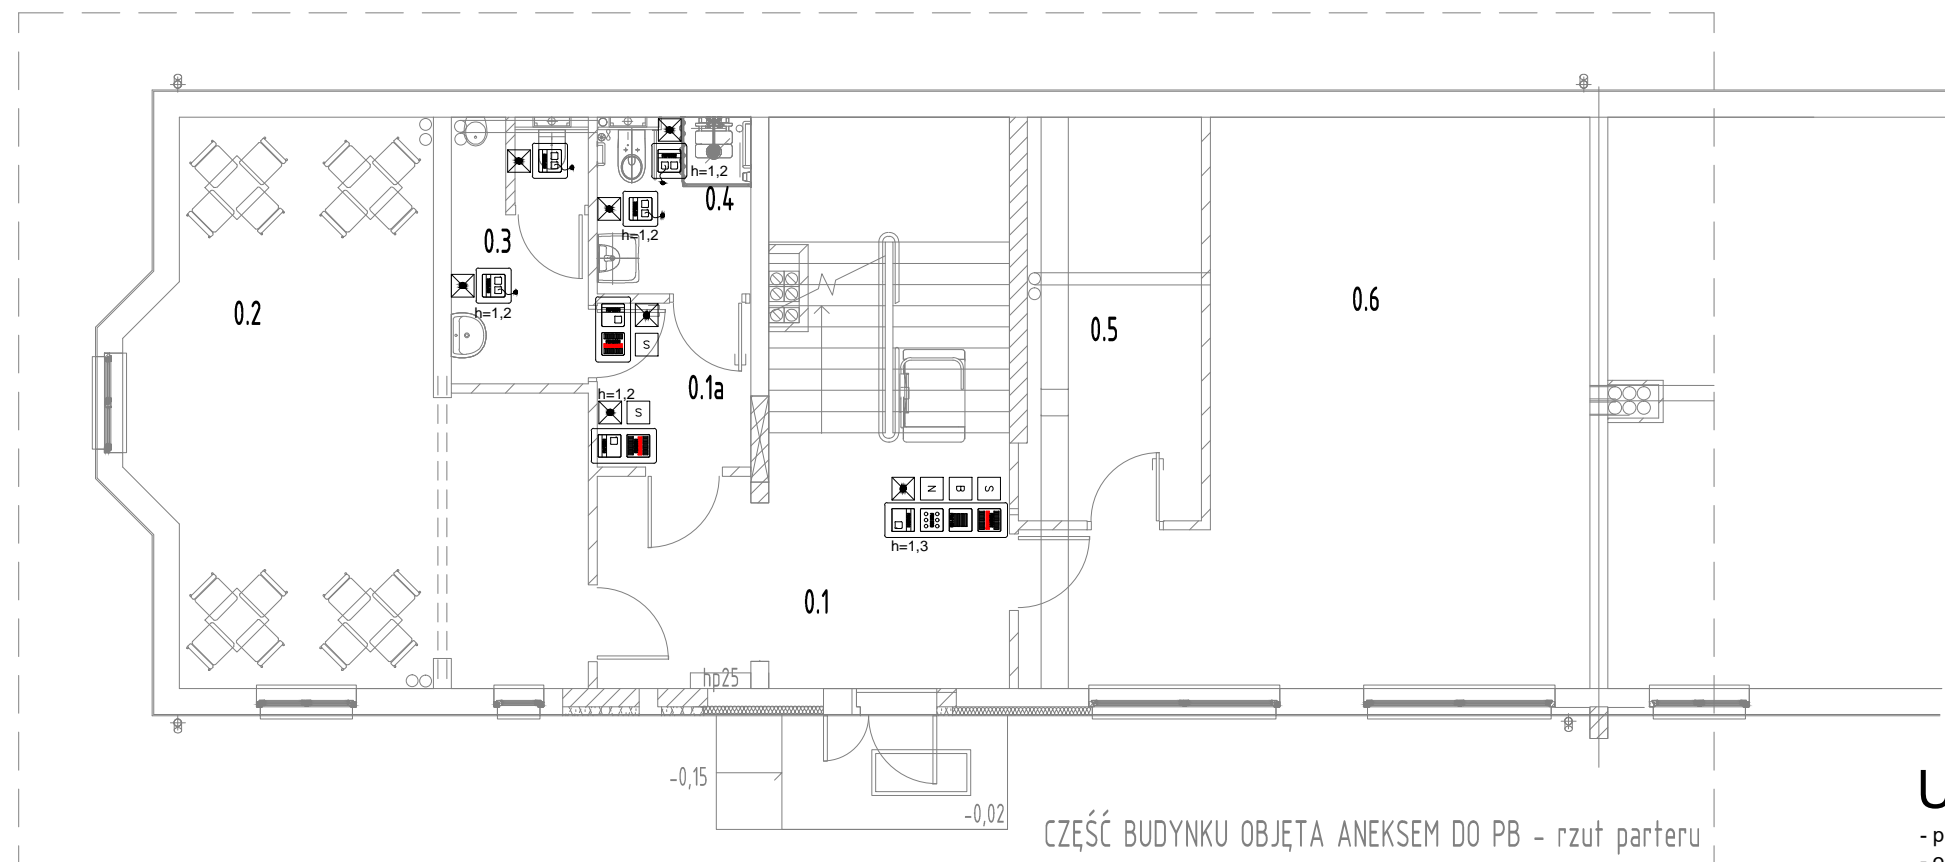 h=1,2
0.4
h=1,2
0.3
0.2
h=1,2
0.6
0.5
S
0.1a
h=1,2
S
N B S
h=1,3
0.1
hp25
-0,15
-0,02
CZĘŚĆ BUDYNKU OBJĘTA ANEKSEM DO PB - rzut parteru
U
- p